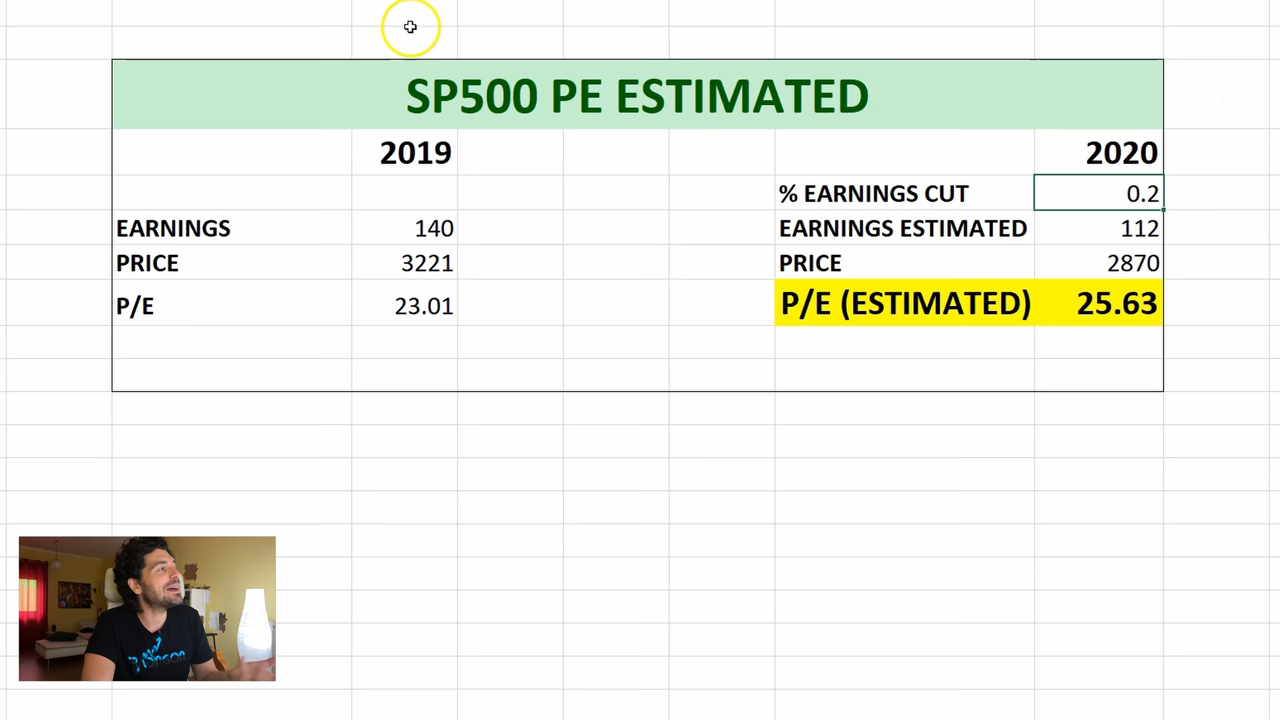 SP500 PE ESTIMATED
2019 2020
% EARNINGS CUT 0.2
EARNINGS 140 EARNINGS ESTIMATED 112
PRICE 3221 PRICE 2870
P/E 23.01 P/E (ESTIMATED) 25.63